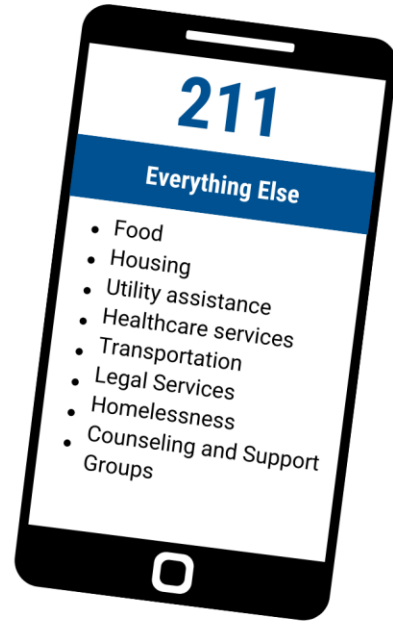 211
Everything Else
• Food
• Housing
• Utility assistance
• Healthcare services
• Transportation
• Legal Services
• Homelessness
• Counseling and Support
Groups